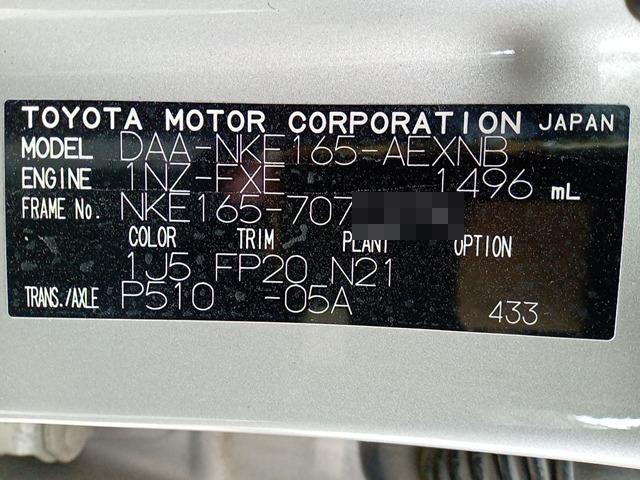 TOYOTA MOTOR CORPORATION JAPAN
MODEL DAA-NKE165-AEXNB
ENGINE 1NZ-FXE 1496 mL
FRAME No. NKE165-707
COLOR TRIM PLANT OPTION
1J5 FP20 N21
TRANS./AXLE P510 -05A
433